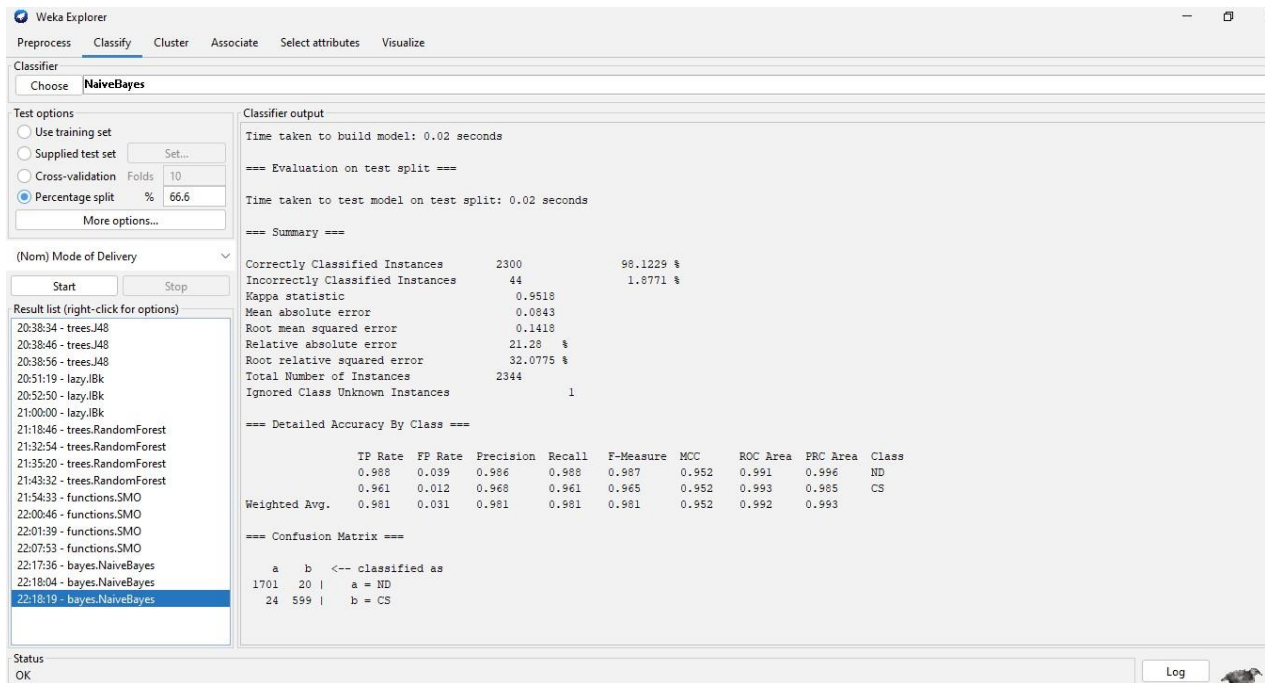 Weka Explorer
Preprocess Classify Cluster Associate Select attributes Visualize
Classifier
Choose NaiveBayes
Test options
Use training set
Supplied test set Set...
Cross-validation Folds 10
Percentage split % 66.6
More options...
(Nom) Mode of Delivery
Start Stop
Result list (right-click for options)
20:38:34 - trees.J48
20:38:46 - trees.J48
20:38:56 - trees.J48
20:51:19 - lazy.IBk
20:52:50 - lazy.IBk
21:00:00 - lazy.IBk
21:18:46 - trees.RandomForest
21:32:54 - trees.RandomForest
21:35:20 - trees.RandomForest
21:43:32 - trees.RandomForest
21:54:33 - functions.SMO
22:00:46 - functions.SMO
22:01:39 - functions.SMO
22:07:53 - functions.SMO
22:17:36 - bayes.NaiveBayes
22:18:04 - bayes.NaiveBayes
22:18:19 - bayes.NaiveBayes
Classifier output
Time taken to build model: 0.02 seconds
=== Evaluation on test split ===
Time taken to test model on test split: 0.02 seconds
=== Summary ===
Correctly Classified Instances 2300 98.1229 %
Incorrectly Classified Instances 44 1.8771 %
Kappa statistic 0.9518
Mean absolute error 0.0843
Root mean squared error 0.1418
Relative absolute error 21.28 %
Root relative squared error 32.0775 %
Total Number of Instances 2344
Ignored Class Unknown Instances 1
=== Detailed Accuracy By Class ===
TP Rate FP Rate Precision Recall F-Measure MCC ROC Area PRC Area Class
0.988 0.039 0.986 0.988 0.987 0.952 0.991 0.996 ND
0.961 0.012 0.968 0.961 0.965 0.952 0.993 0.985 CS
Weighted Avg. 0.981 0.031 0.981 0.981 0.981 0.952 0.992 0.993
=== Confusion Matrix ===
a b <-- classified as
1701 20 | a = ND
24 599 | b = CS
Status
OK
Log